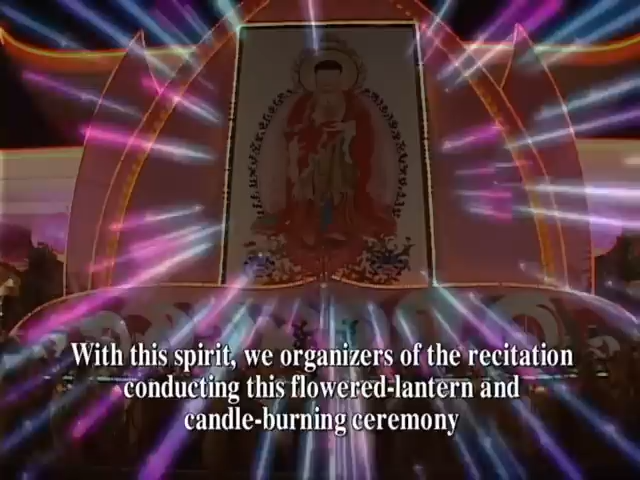 With this spirit, we organizers of the recitation
conducting this flowered-lantern and
candle-burning ceremony